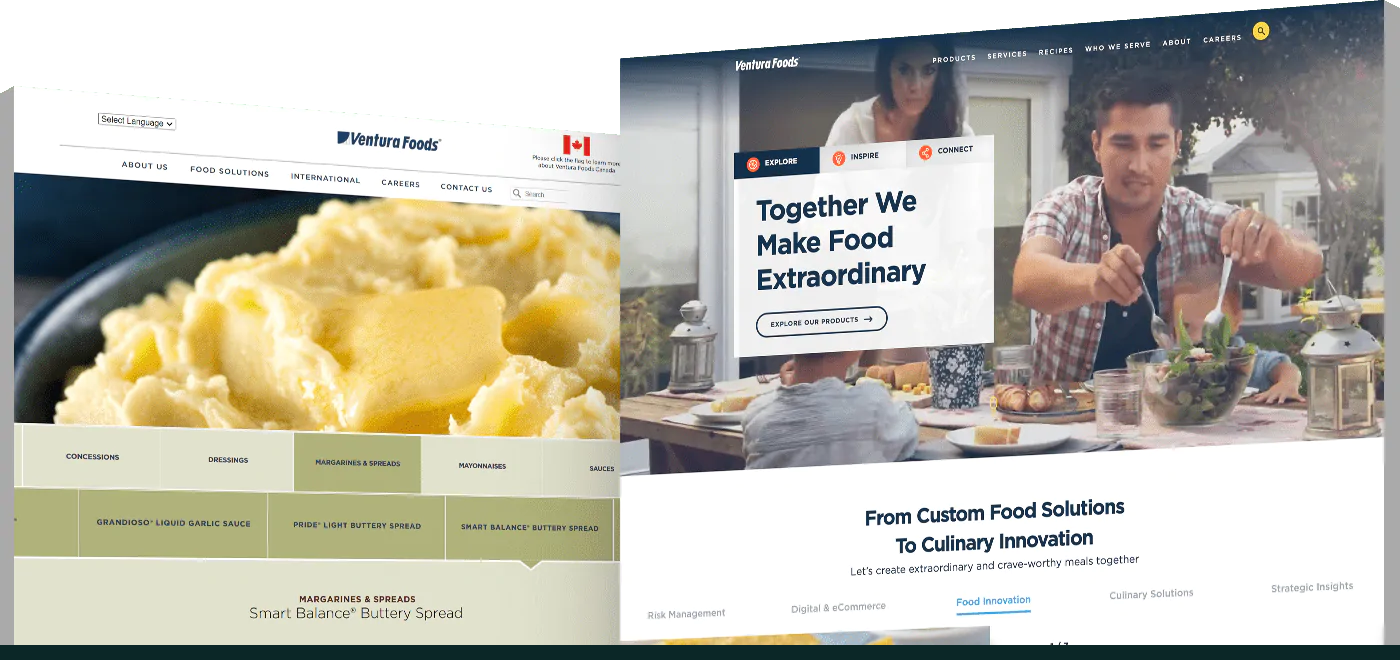 Select Language
Ventura Foods®
Please click the flag to learn more
about Ventura Foods Canada
ABOUT US
FOOD SOLUTIONS
INTERNATIONAL
CAREERS
CONTACT US
Search
CONCESSIONS
DRESSINGS
MARGARINES & SPREADS
MAYONNAISES
SAUCES
GRANDIOSO® LIQUID GARLIC SAUCE
PRIDE® LIGHT BUTTERY SPREAD
SMART BALANCE® BUTTERY SPREAD
MARGARINES & SPREADS
Smart Balance® Buttery Spread
Ventura Foods®
PRODUCTS
SERVICES
RECIPES
WHO WE SERVE
ABOUT
CAREERS
EXPLORE
INSPIRE
CONNECT
Together We
Make Food
Extraordinary
EXPLORE OUR PRODUCTS →
From Custom Food Solutions
To Culinary Innovation
Let's create extraordinary and crave-worthy meals together
Risk Management
Digital & eCommerce
Food Innovation
Culinary Solutions
Strategic Insights